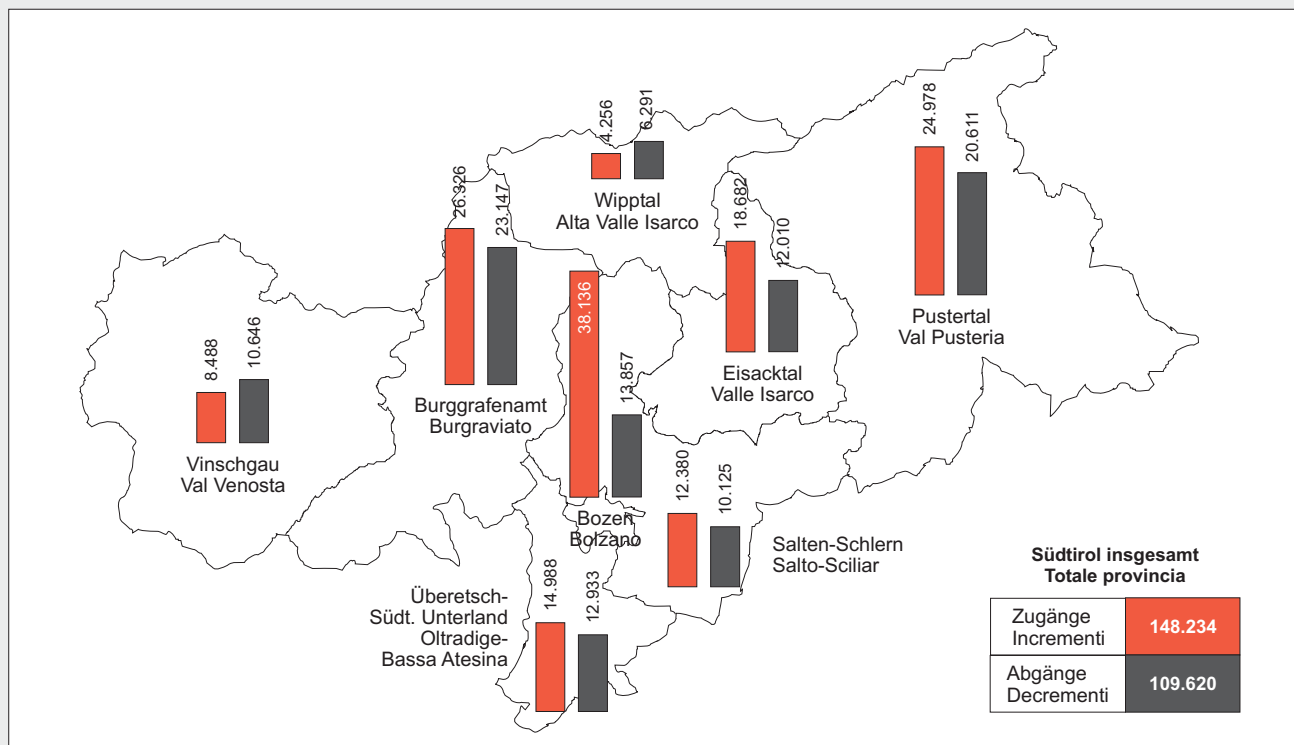 4.256
6.291
Wipptal
Alta Valle Isarco
24.978
20.611
Pustertal
Val Pusteria
26.326
23.147
Burggrafenamt
Burgraviato
18.682
12.010
Eisacktal
Valle Isarco
8.488
10.646
Vinschgau
Val Venosta
38.136
13.857
Bozen
Bolzano
12.380
10.125
Salten-Schlern
Salto-Sciliar
Überetsch-
Südt. Unterland
Oltradige-
Bassa Atesina
14.988
12.933
Südtirol insgesamt
Totale provincia
Zugänge
Incrementi
148.234
Abgänge
Decrementi
109.620